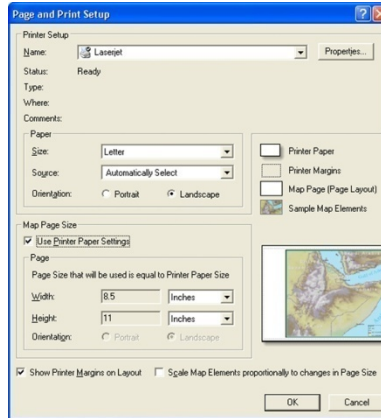 Page and Print Setup
Printer Setup
Name: Laserjet Properties...
Status: Ready
Type:
Where:
Comments:
Paper
Size: Letter
Source: Automatically Select
Orientation: Portrait Landscape
Printer Paper
Printer Margins
Map Page (Page Layout)
Sample Map Elements
Map Page Size
Use Printer Paper Settings
Page
Page Size that will be used is equal to Printer Paper Size
Width: 8.5 Inches
Height: 11 Inches
Orientation: Portrait Landscape
Show Printer Margins on Layout Scale Map Elements proportionally to changes in Page Size
OK Cancel